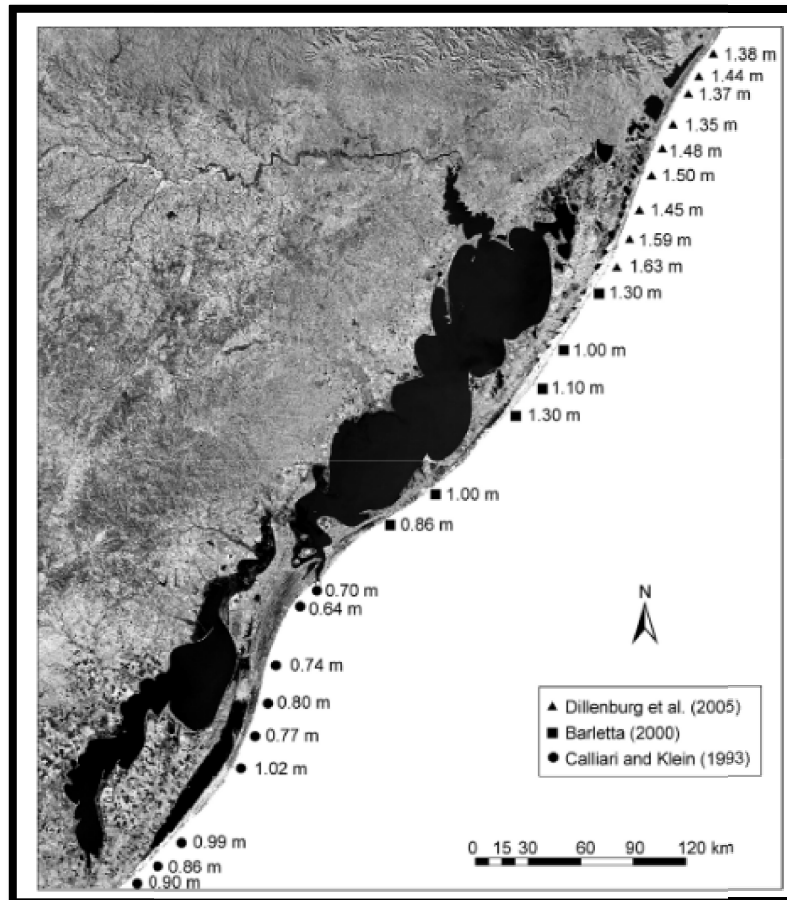 1.38 m
1.44 m
1.37 m
1.35 m
1.48 m
1.50 m
1.45 m
1.59 m
1.63 m
1.30 m
1.00 m
1.10 m
1.30 m
1.00 m
0.86 m
0.70 m
0.64 m
0.74 m
0.80 m
0.77 m
1.02 m
0.99 m
0.86 m
0.90 m
N
Dillenburg et al. (2005)
Barletta (2000)
Calliari and Klein (1993)
0 15 30 60 90 120 km